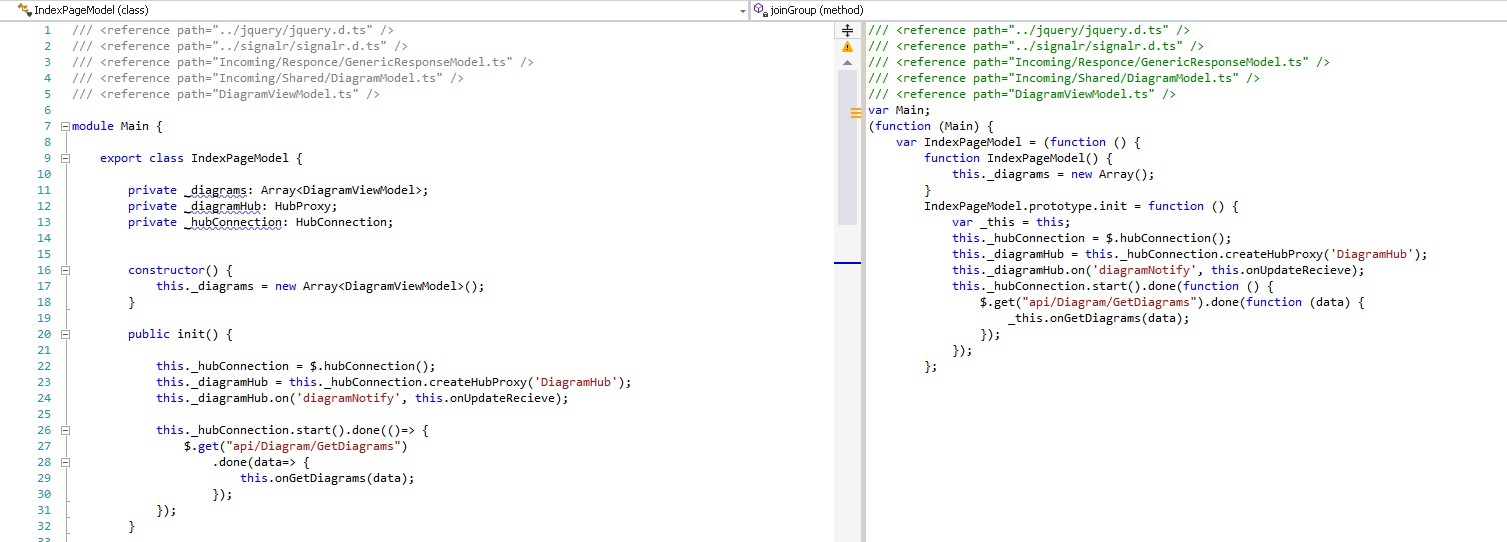 IndexPageModel (class)
joinGroup (method)
1 /// <reference path="../jquery/jquery.d.ts" />
2 /// <reference path="../signalr/signalr.d.ts" />
3 /// <reference path="Incoming/Responce/GenericResponseModel.ts" />
4 /// <reference path="Incoming/Shared/DiagramModel.ts" />
5 /// <reference path="DiagramViewModel.ts" />
6
7 module Main {
8
9 export class IndexPageModel {
10
11 private _diagrams: Array<DiagramViewModel>;
12 private _diagramHub: HubProxy;
13 private _hubConnection: HubConnection;
14
15
16 constructor() {
17 this._diagrams = new Array<DiagramViewModel>();
18 }
19
20 public init() {
21
22 this._hubConnection = $.hubConnection();
23 this._diagramHub = this._hubConnection.createHubProxy('DiagramHub');
24 this._diagramHub.on('diagramNotify', this.onUpdateRecieve);
25
26 this._hubConnection.start().done(()=> {
27 $.get("api/Diagram/GetDiagrams")
28 .done(data=> {
29 this.onGetDiagrams(data);
30 });
31 });
32 }
33
/// <reference path="../jquery/jquery.d.ts" />
/// <reference path="../signalr/signalr.d.ts" />
/// <reference path="Incoming/Responce/GenericResponseModel.ts" />
/// <reference path="Incoming/Shared/DiagramModel.ts" />
/// <reference path="DiagramViewModel.ts" />
var Main;
(function (Main) {
var IndexPageModel = (function () {
function IndexPageModel() {
this._diagrams = new Array();
}
IndexPageModel.prototype.init = function () {
var _this = this;
this._hubConnection = $.hubConnection();
this._diagramHub = this._hubConnection.createHubProxy('DiagramHub');
this._diagramHub.on('diagramNotify', this.onUpdateRecieve);
this._hubConnection.start().done(function () {
$.get("api/Diagram/GetDiagrams").done(function (data) {
_this.onGetDiagrams(data);
});
});
};